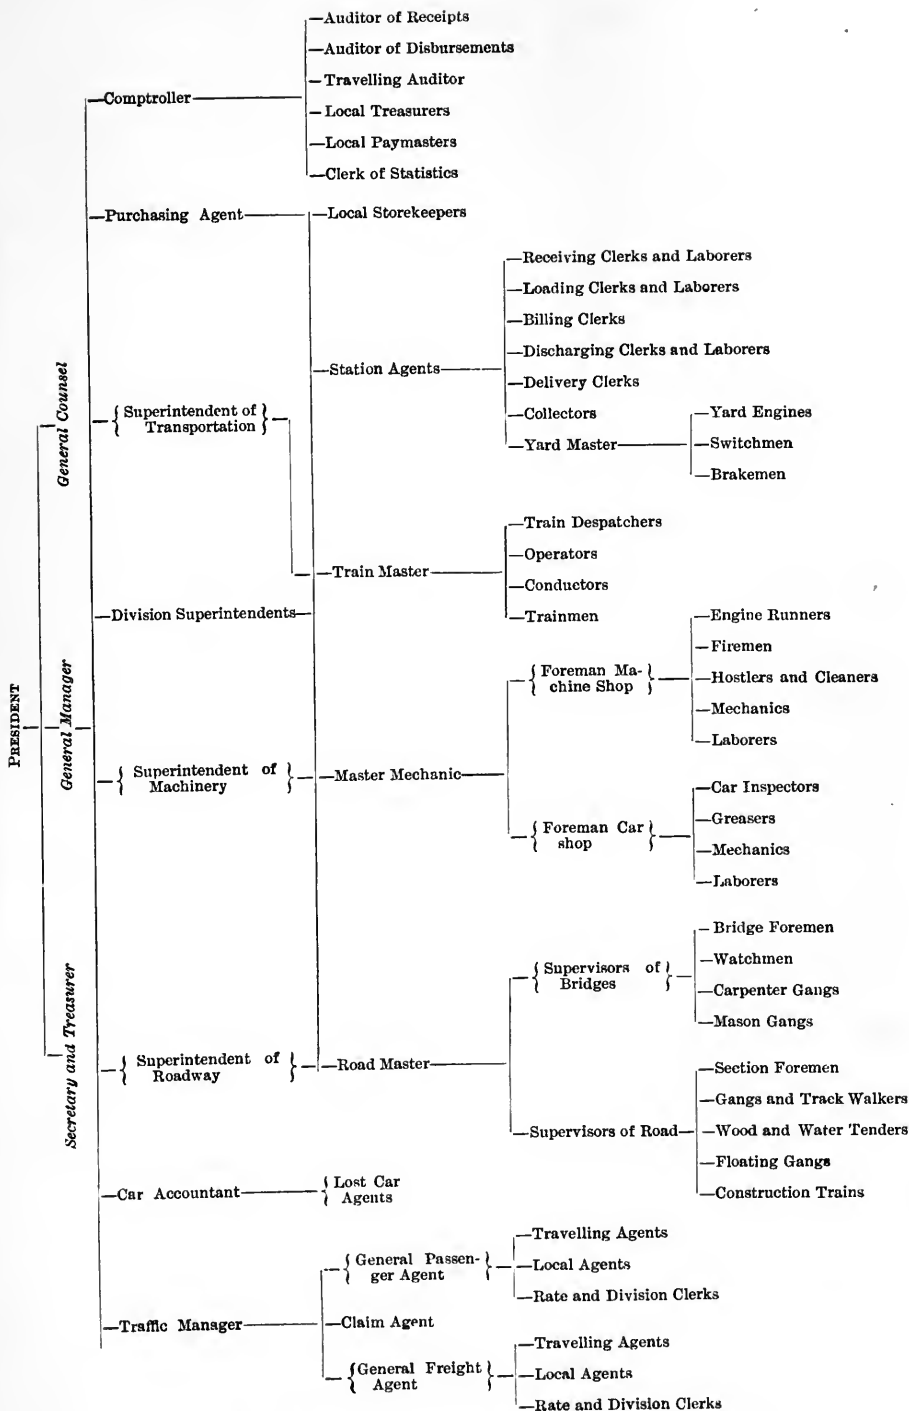 PRESIDENT
General Counsel
General Manager
Secretary and Treasurer
Comptroller
Auditor of Receipts
Auditor of Disbursements
Travelling Auditor
Local Treasurers
Local Paymasters
Clerk of Statistics
Purchasing Agent
Local Storekeepers
Superintendent of
Transportation
Station Agents
Receiving Clerks and Laborers
Loading Clerks and Laborers
Billing Clerks
Discharging Clerks and Laborers
Delivery Clerks
Collectors
Yard Master
Yard Engines
Switchmen
Brakemen
Train Master
Train Despatchers
Operators
Conductors
Trainmen
Division Superintendents
Superintendent of
Machinery
Master Mechanic
Foreman Ma-
chine Shop
Engine Runners
Firemen
Hostlers and Cleaners
Mechanics
Laborers
Foreman Car
shop
Car Inspectors
Greasers
Mechanics
Laborers
Superintendent of
Roadway
Road Master
Supervisors of
Bridges
Bridge Foremen
Watchmen
Carpenter Gangs
Mason Gangs
Supervisors of Road
Section Foremen
Gangs and Track Walkers
Wood and Water Tenders
Floating Gangs
Construction Trains
Car Accountant
Lost Car
Agents
Traffic Manager
General Passen-
ger Agent
Travelling Agents
Local Agents
Rate and Division Clerks
Claim Agent
General Freight
Agent
Travelling Agents
Local Agents
Rate and Division Clerks